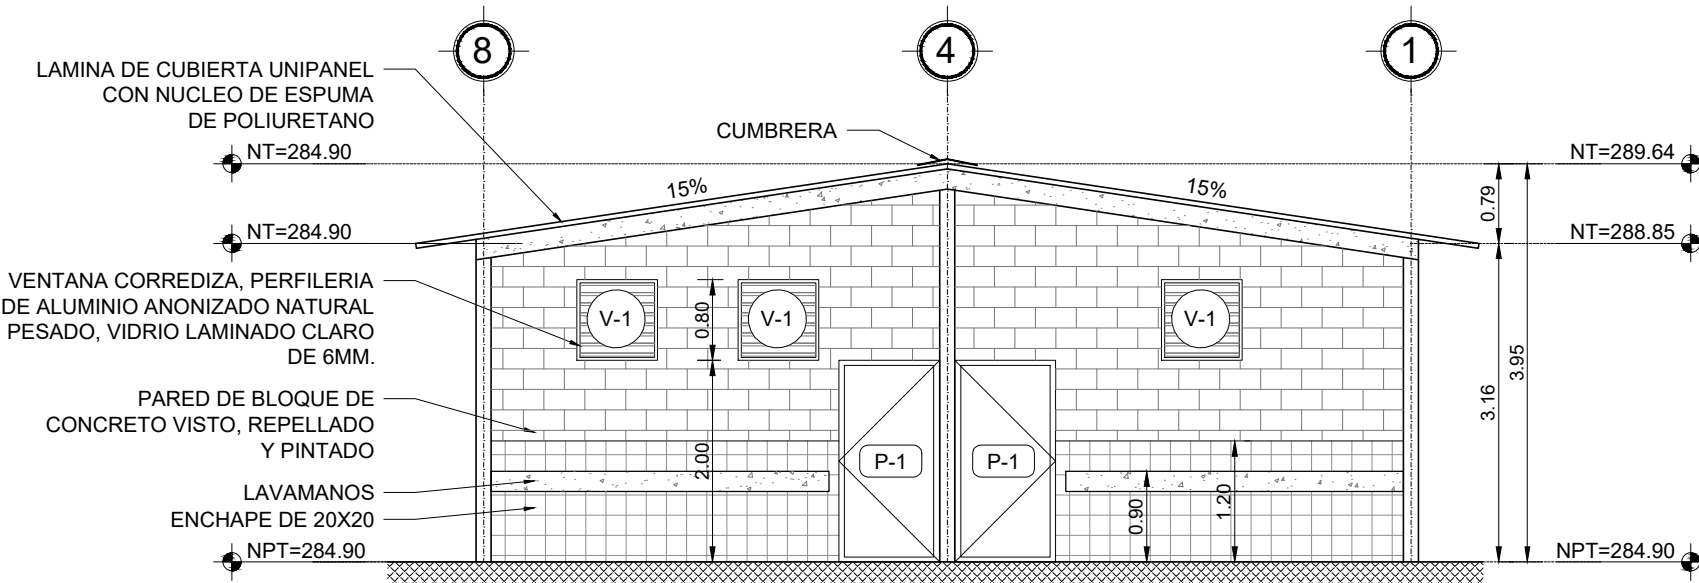 8
4
1
LAMINA DE CUBIERTA UNIPANEL
CON NUCLEO DE ESPUMA
DE POLIURETANO
CUMBRERA
NT=284.90
NT=289.64
15%
15%
0.79
NT=284.90
NT=288.85
VENTANA CORREDIZA, PERFILERIA
DE ALUMINIO ANONIZADO NATURAL
PESADO, VIDRIO LAMINADO CLARO
DE 6MM.
V-1
V-1
0.80
V-1
3.95
3.16
PARED DE BLOQUE DE
CONCRETO VISTO, REPELLADO
Y PINTADO
2.00
P-1
P-1
LAVAMANOS
ENCHAPE DE 20X20
0.90
1.20
NPT=284.90
NPT=284.90